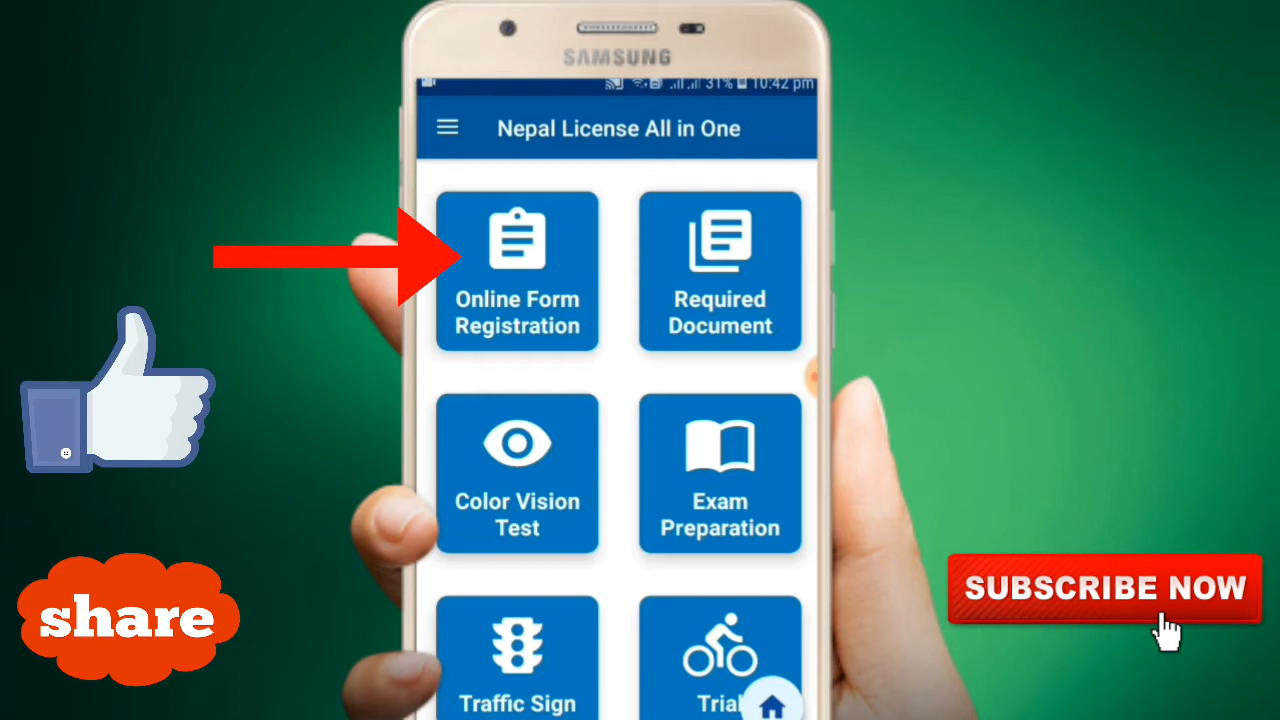 SAMSUNG
31% 10:42 pm
Nepal License All in One
Online Form
Registration
Required
Document
Color Vision
Test
Exam
Preparation
share
SUBSCRIBE NOW
Traffic Sign
Trial